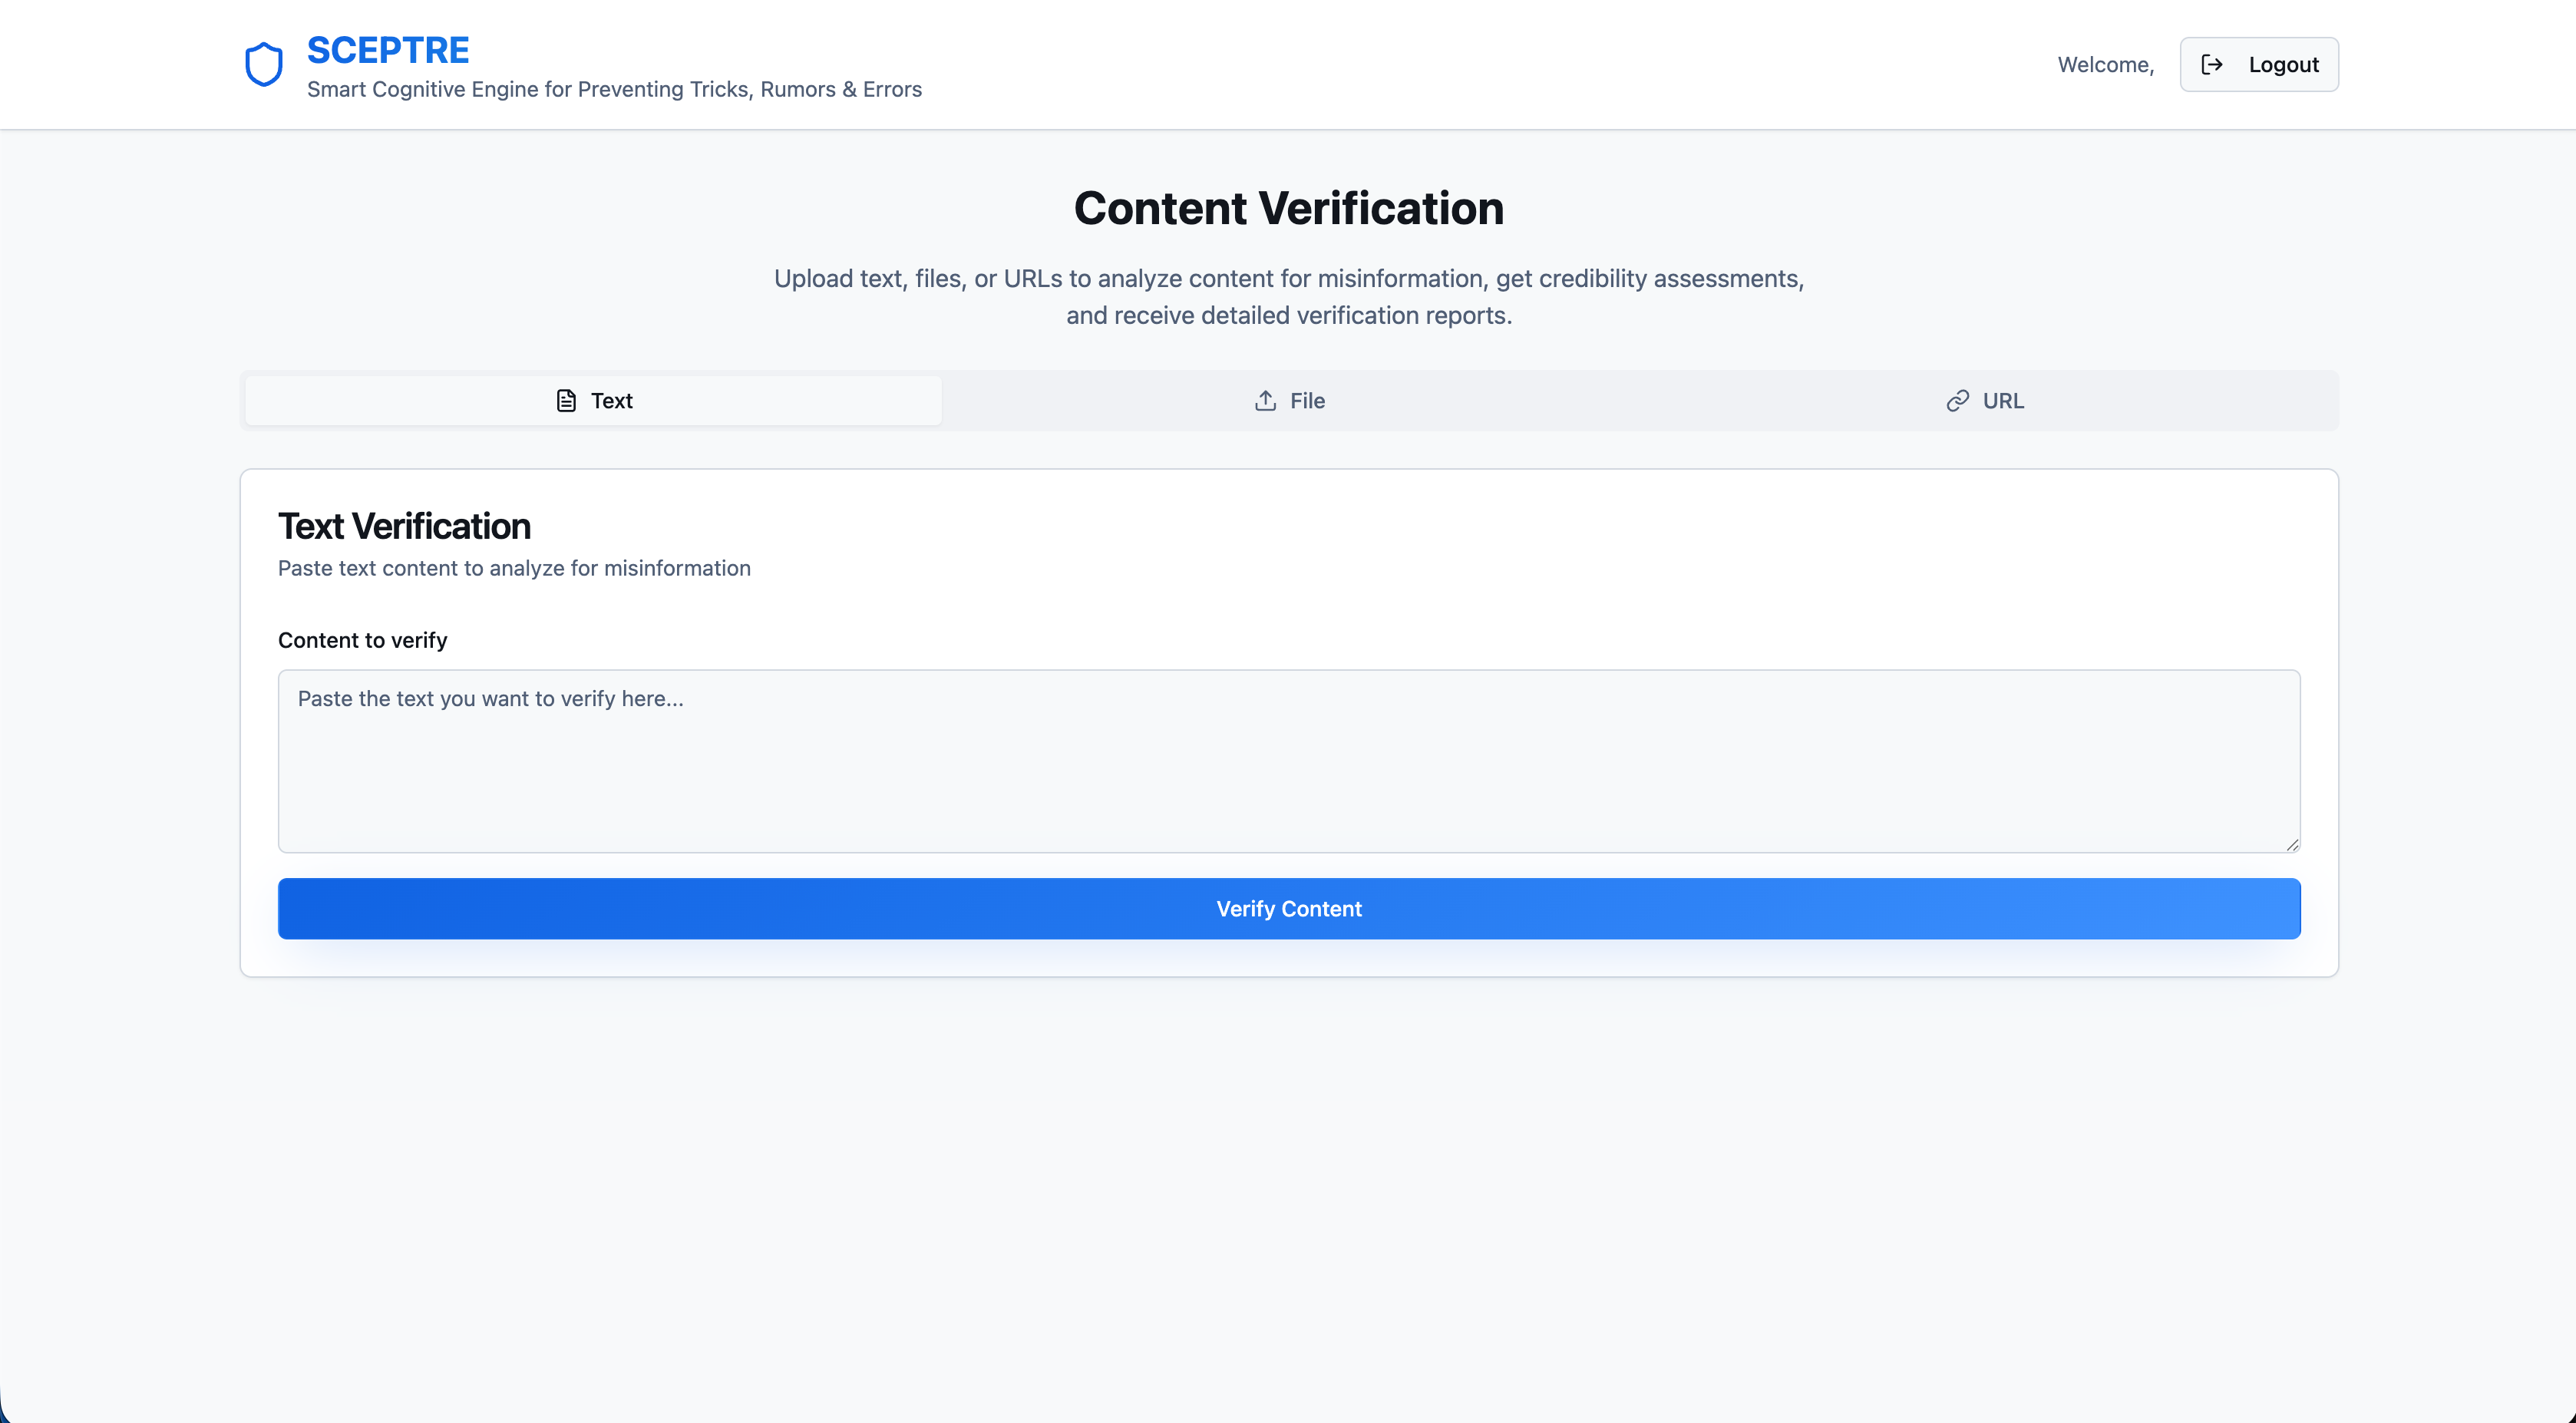 SCEPTRE
Smart Cognitive Engine for Preventing Tricks, Rumors & Errors
Welcome,
Logout
Content Verification
Upload text, files, or URLs to analyze content for misinformation, get credibility assessments,
and receive detailed verification reports.
Text
File
URL
Text Verification
Paste text content to analyze for misinformation
Content to verify
Paste the text you want to verify here...
Verify Content